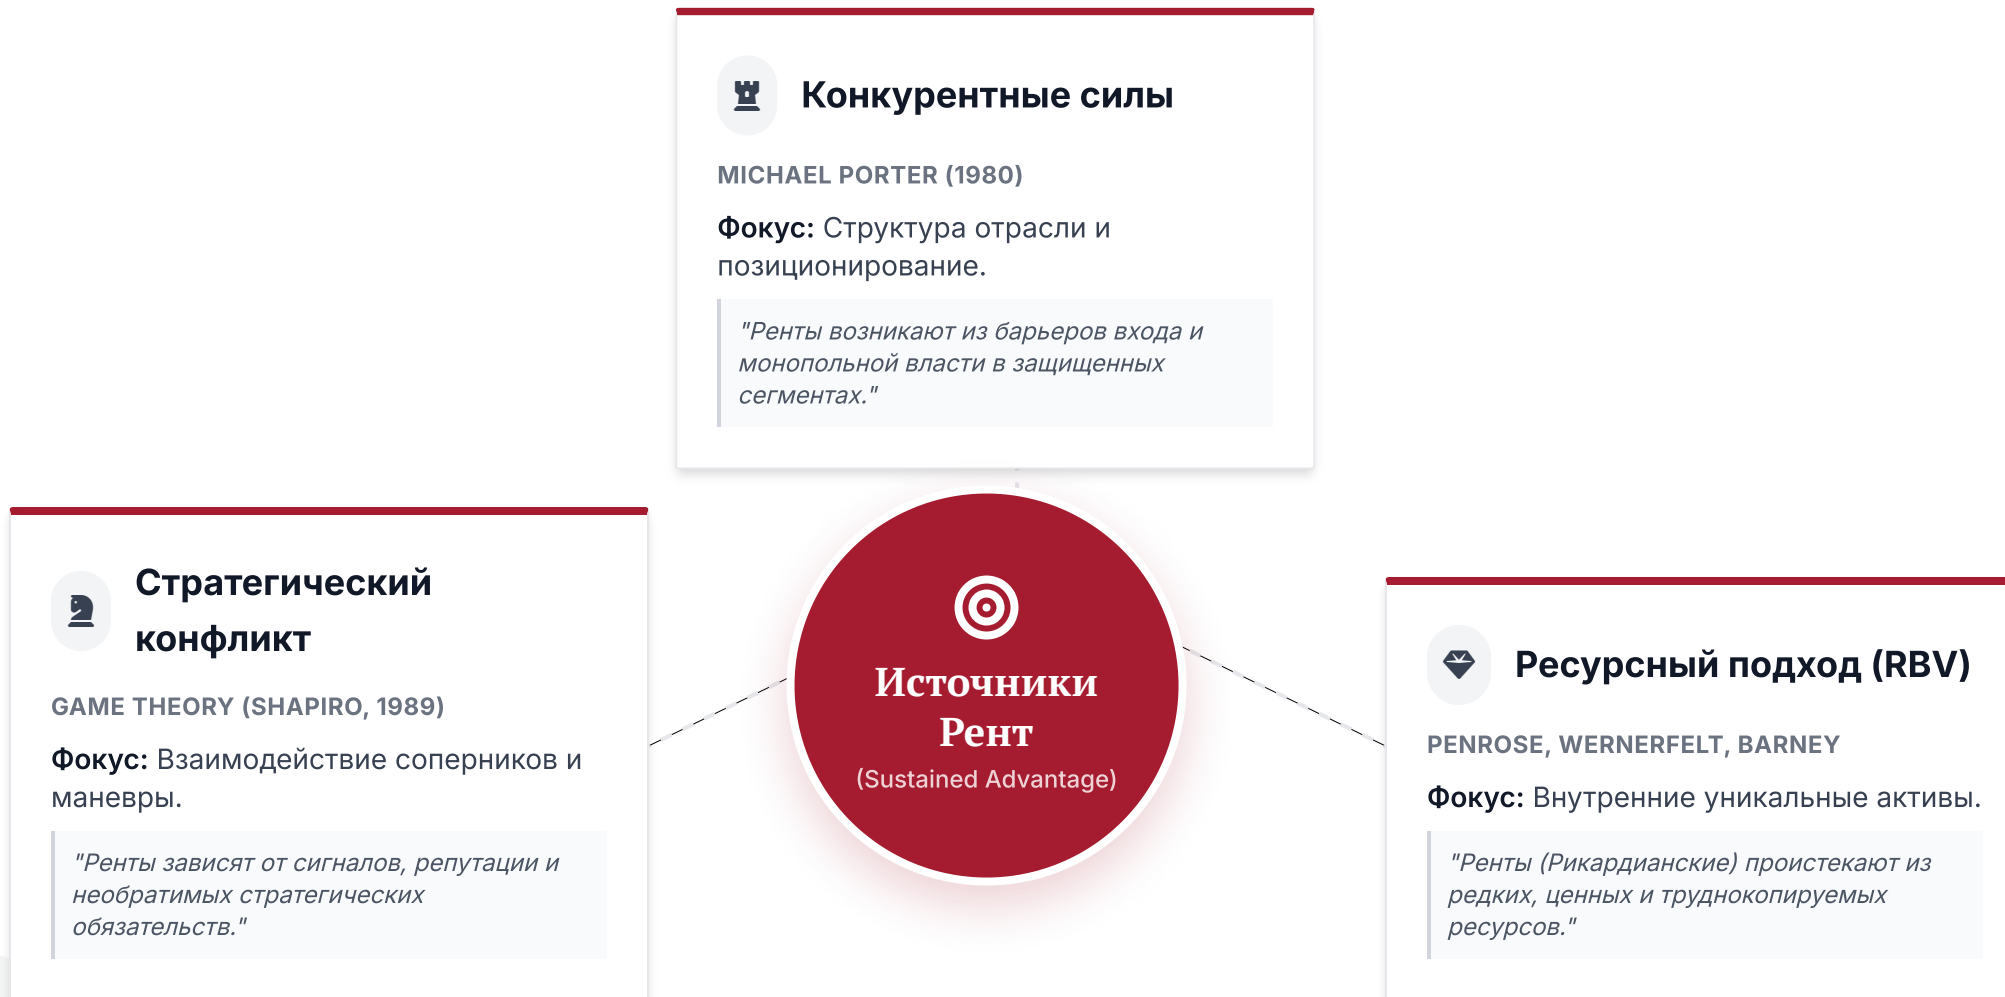 Конкурентные силы
MICHAEL PORTER (1980)
Фокус: Структура отрасли и
позиционирование.
"Ренты возникают из барьеров входа и
монопольной власти в защищенных
сегментах."
Стратегический
конфликт
GAME THEORY (SHAPIRO, 1989)
Фокус: Взаимодействие соперников и
маневры.
"Ренты зависят от сигналов, репутации и
необратимых стратегических
обязательств."
Источники
Рент
(Sustained Advantage)
Ресурсный подход (RBV)
PENROSE, WERNERFELT, BARNEY
Фокус: Внутренние уникальные активы.
"Ренты (Рикардианские) проистекают из
редких, ценных и труднокопируемых
ресурсов."